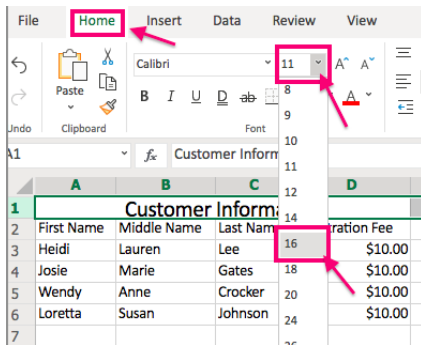 File Home Insert Data Review View
Calibri 11 A^ A˅
Paste
B I U D ab A
Undo Clipboard Font
A1 fx Customer Inform
8
9
10
11
12
14
16
18
20
24
A B C D
1 Customer Informa
2 First Name Middle Name Last Nam tration Fee
3 Heidi Lauren Lee $10.00
4 Josie Marie Gates $10.00
5 Wendy Anne Crocker $10.00
6 Loretta Susan Johnson $10.00
7